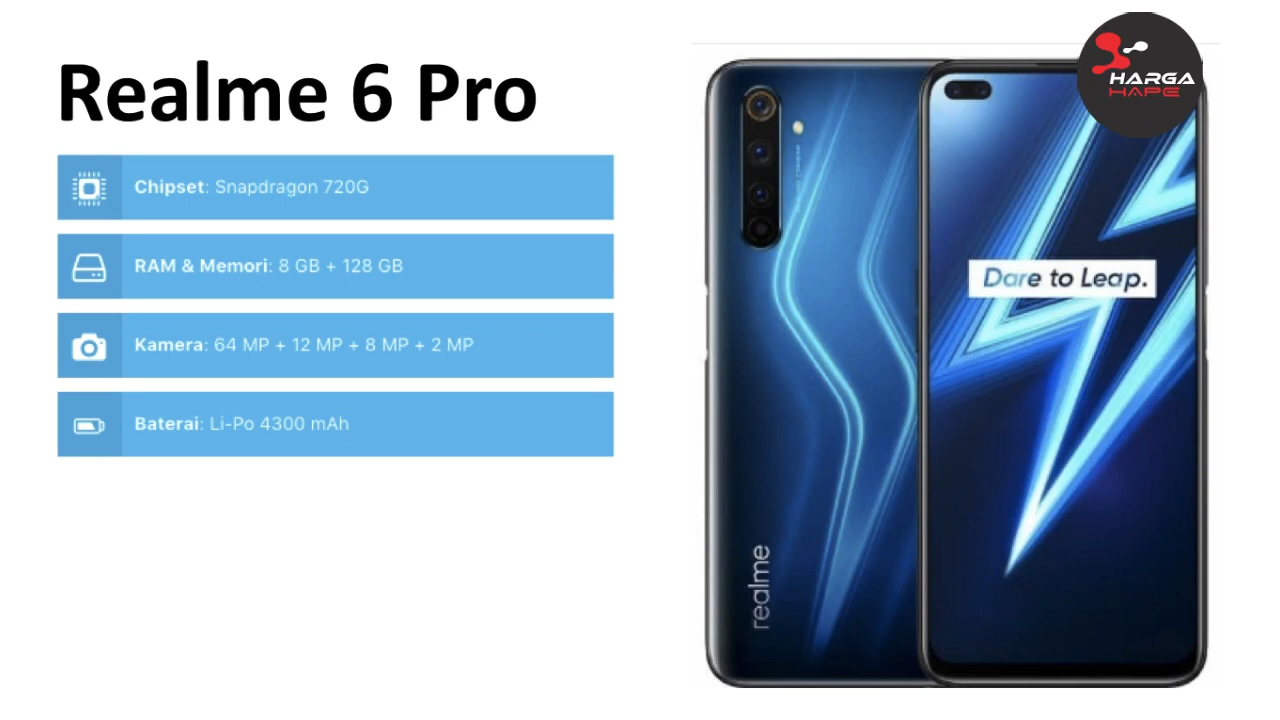 Realme 6 Pro
Chipset: Snapdragon 720G
RAM & Memori: 8 GB + 128 GB
Kamera: 64 MP + 12 MP + 8 MP + 2 MP
Baterai: Li-Po 4300 mAh
HARGA
HAPE
Dare to Leap.
realme